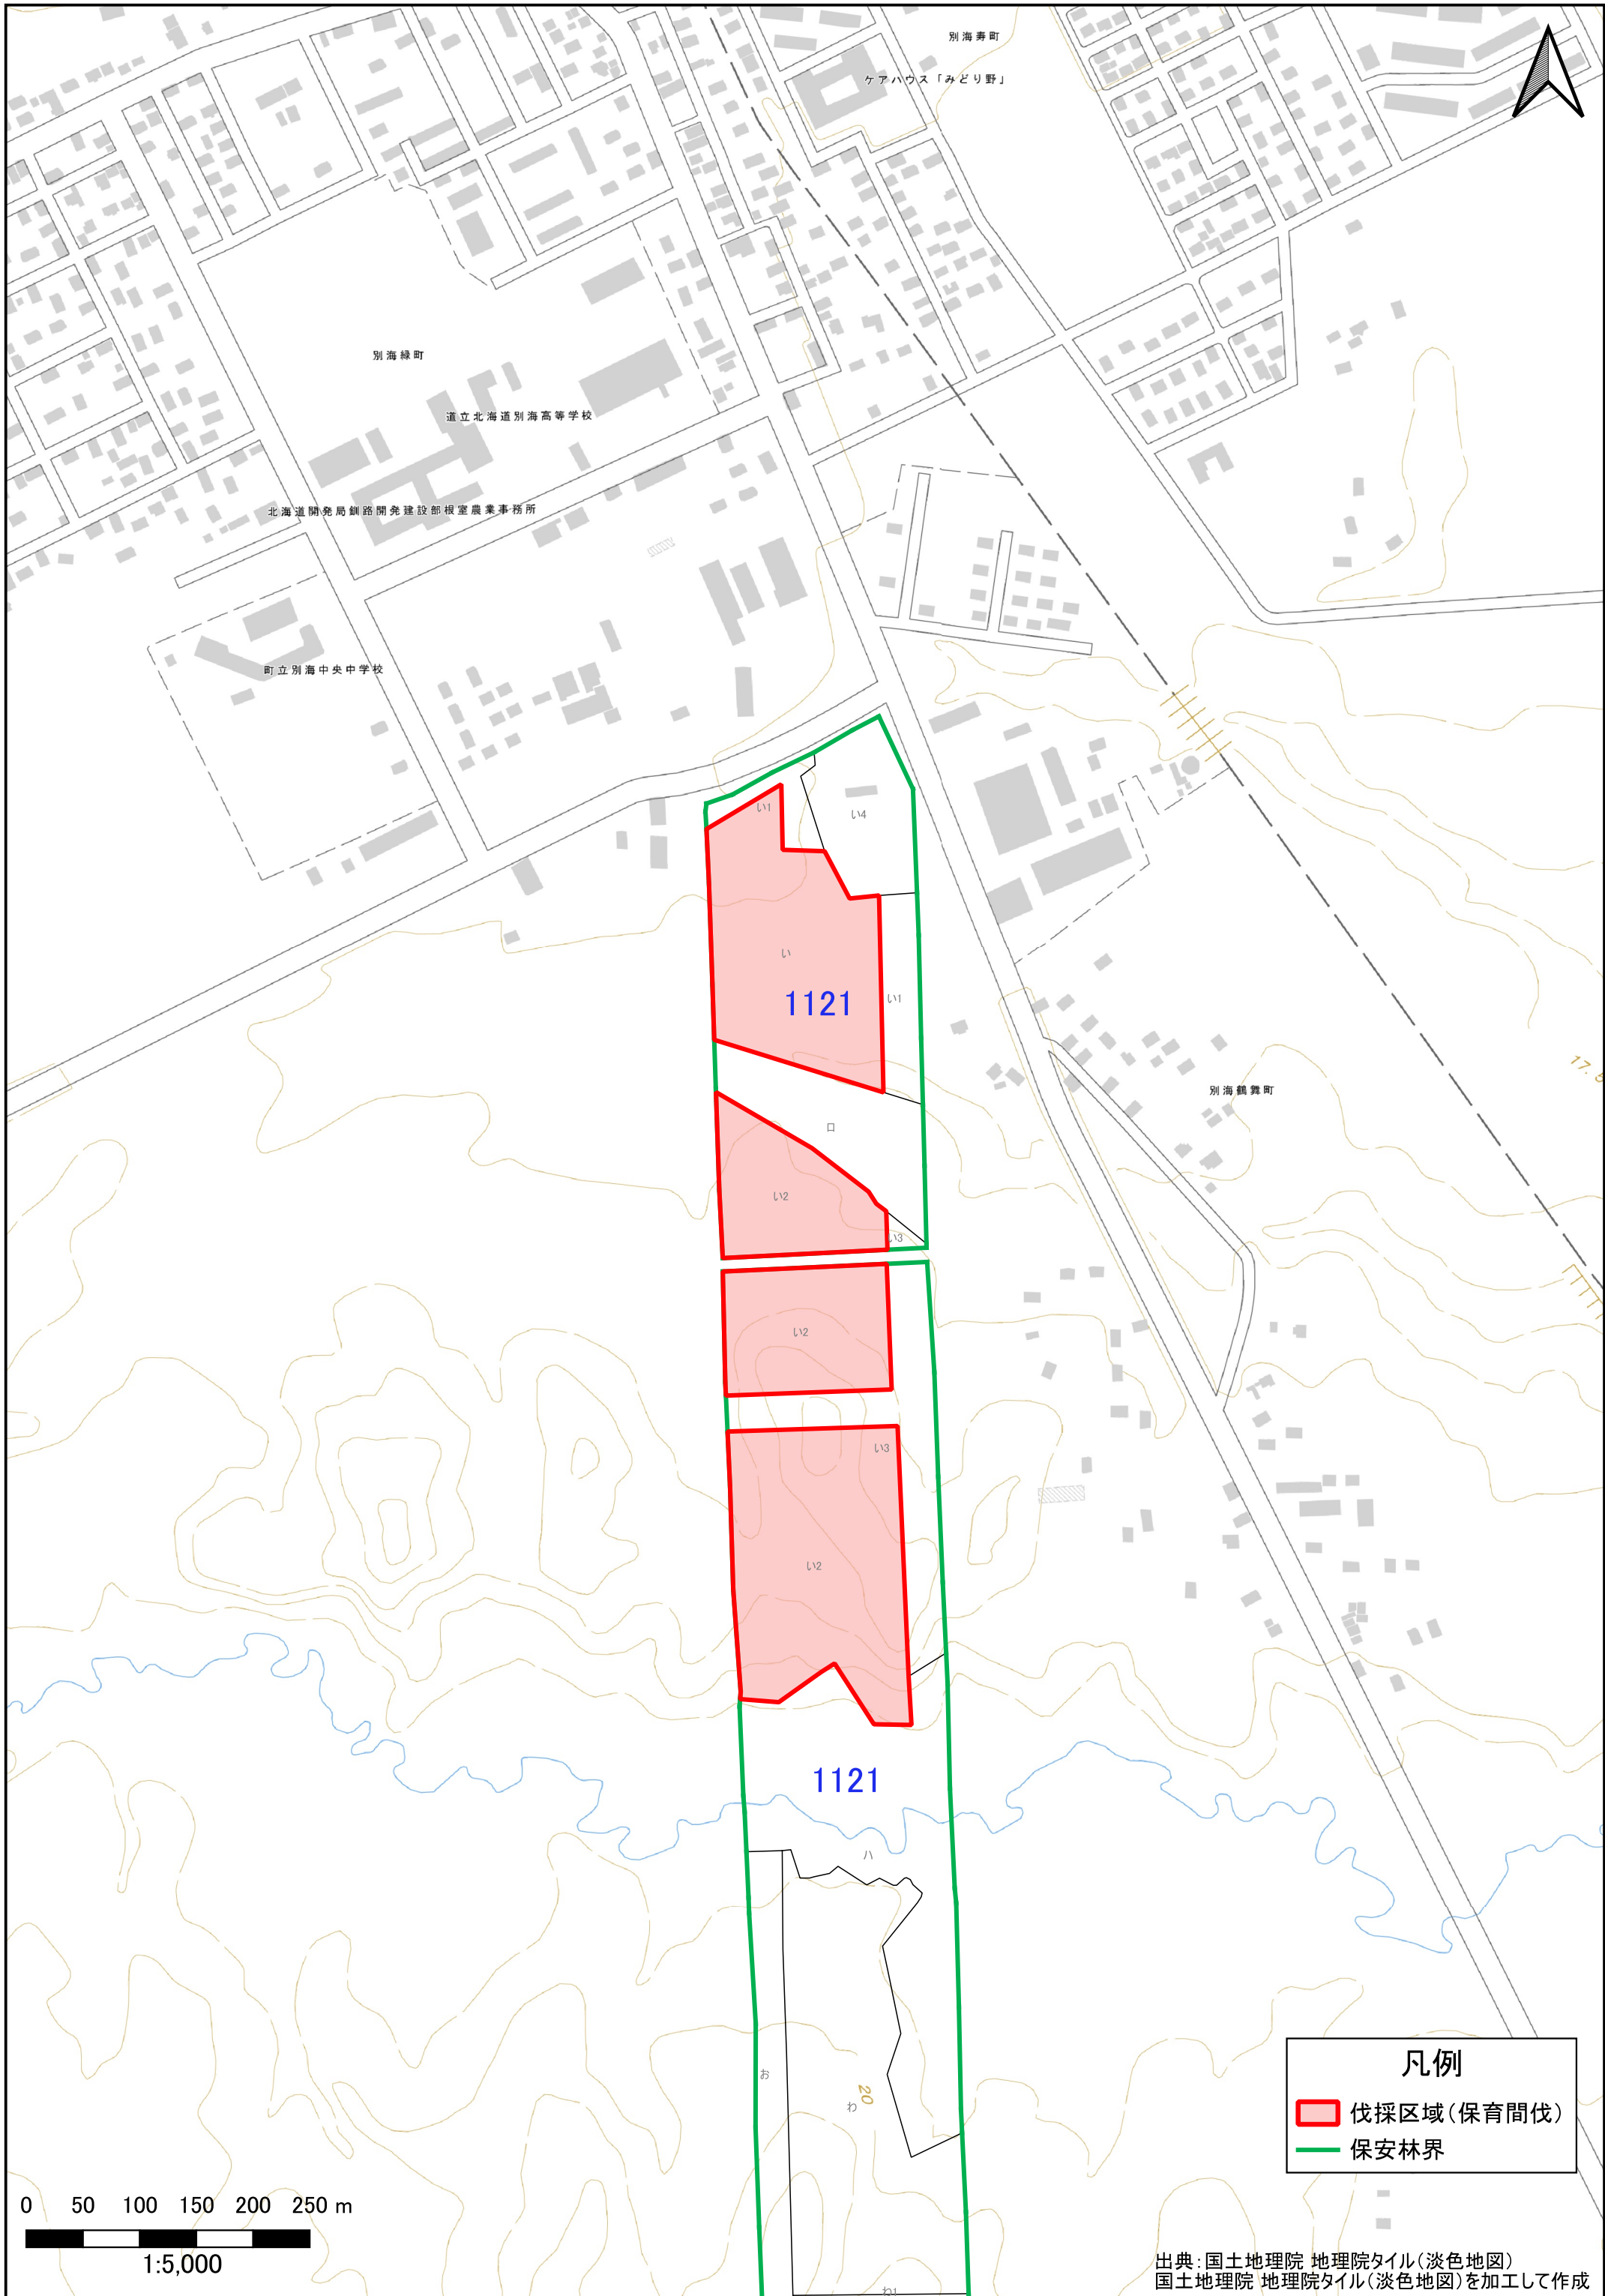 別海寿町
ケアハウス「みどり野」
別海緑町
道立北海道別海高等学校
北海道開発局釧路開発建設部根室農業事務所
町立別海中央中学校
い1
い4
い
1121
い1
17.5
別海鶴舞町
ロ
い2
い3
い2
い3
い2
1121
ハ
お
20
わ
わ1
凡例
伐採区域(保育間伐)
保安林界
0 50 100 150 200 250 m
1:5,000
出典:国土地理院 地理院タイル(淡色地図)
国土地理院 地理院タイル(淡色地図)を加工して作成